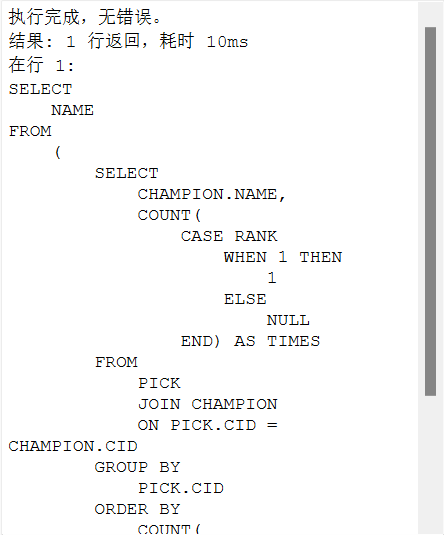 执行完成，无错误。
结果: 1 行返回，耗时 10ms
在行 1:
SELECT
    NAME
FROM
    (
        SELECT
            CHAMPION.NAME,
            COUNT(
                CASE RANK
                    WHEN 1 THEN
                        1
                    ELSE
                        NULL
                END) AS TIMES
        FROM
            PICK
            JOIN CHAMPION
            ON PICK.CID =
CHAMPION.CID
        GROUP BY
            PICK.CID
        ORDER BY
            COUNT(